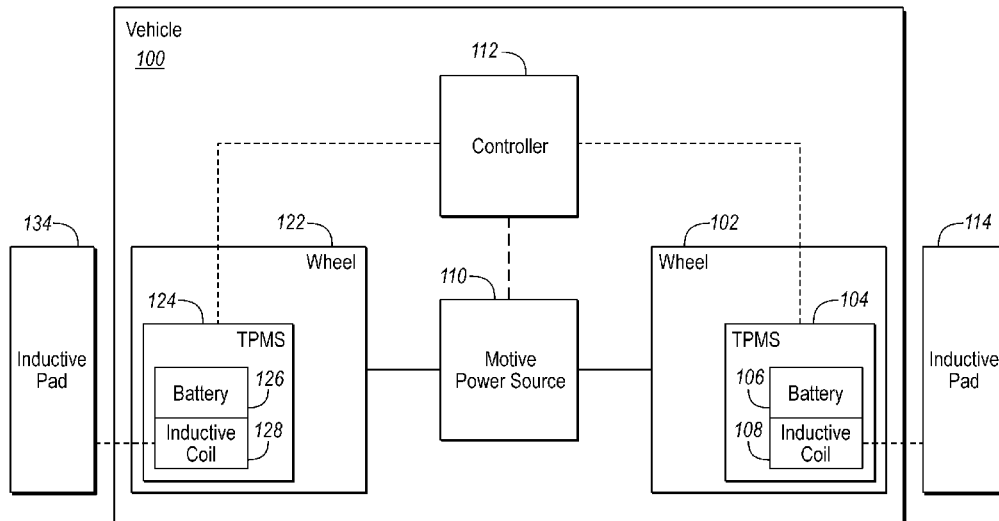 Vehicle
100
112
Controller
134
Inductive
Pad
122
Wheel
124
TPMS
Battery
126
Inductive
Coil
128
110
Motive
Power Source
102
Wheel
104
TPMS
106
Battery
108
Inductive
Coil
114
Inductive
Pad